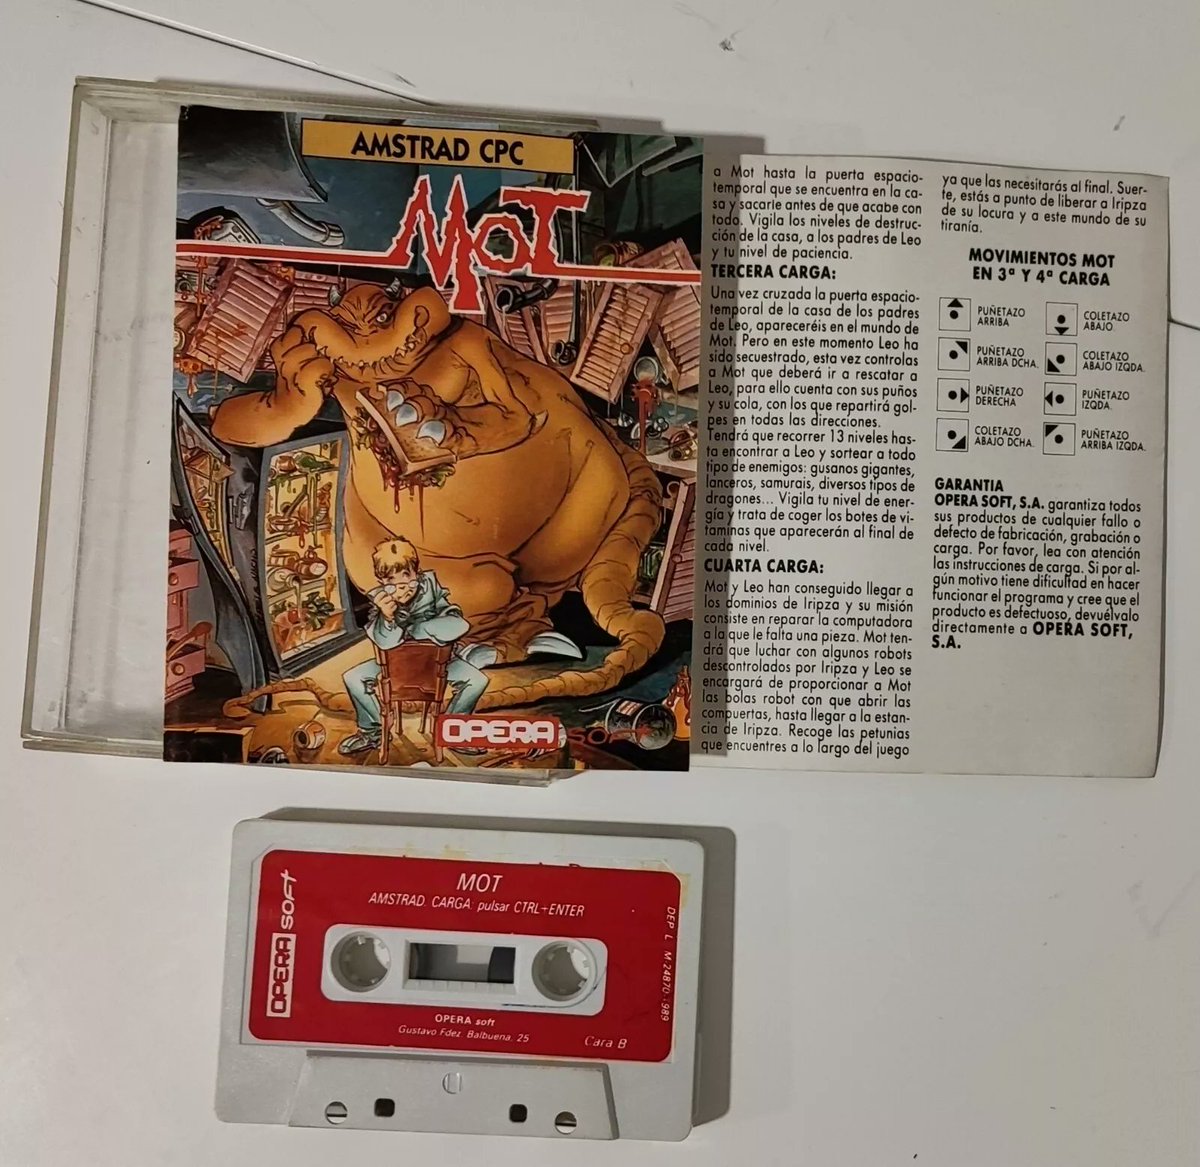 AMSTRAD CPC
MOT
OPERA SOFT
a Mot hasta la puerta espacio-
temporal que se encuentra en la ca-
sa y sacarle antes de que acabe con
todo. Vigila los niveles de destruc-
ción de la casa, a los padres de Leo
y tu nivel de paciencia.
TERCERA CARGA:
Una vez cruzada la puerta espacio-
temporal de la casa de los padres
de Leo, apareceréis en el mundo de
Mot. Pero en este momento Leo ha
sido secuestrado, esta vez controlas
a Mot que deberá ir a rescatar a
Leo, para ello cuenta con sus puños
y su cola, con los que repartirá gol-
pes en todas las direcciones.
Tendrá que recorrer 13 niveles has-
ta encontrar a Leo y sortear a todo
tipo de enemigos: gusanos gigantes,
lanceros, samurais, diversos tipos de
dragones... Vigila tu nivel de ener-
gía y trata de coger los botes de vi-
taminas que aparecerán al final de
cada nivel.
CUARTA CARGA:
Mot y Leo han conseguido llegar a
los dominios de Iripza y su misión
consiste en reparar la computadora
a la que le falta una pieza. Mot ten-
drá que luchar con algunos robots
descontrolados por Iripza y Leo se
encargará de proporcionar a Mot
las bolas robot con que abrir las
compuertas, hasta llegar a la estan-
cia de Iripza. Recoge las petunias
que encuentres a lo largo del juego
ya que las necesitarás al final. Suer-
te, estás a punto de liberar a Iripza
de su locura y a este mundo de su
tiranía.
MOVIMIENTOS MOT
EN 3ª Y 4ª CARGA
PUÑETAZO
ARRIBA
COLETAZO
ABAJO.
PUÑETAZO
ARRIBA DCHA.
COLETAZO
ABAJO IZQDA.
PUÑETAZO
DERECHA
PUÑETAZO
IZQDA.
COLETAZO
ABAJO DCHA.
PUÑETAZO
ARRIBA IZQDA.
GARANTIA
OPERA SOFT, S.A. garantiza todos
sus productos de cualquier fallo o
defecto de fabricación, grabación o
carga. Por favor, lea con atención
las instrucciones de carga. Si por al-
gún motivo tiene dificultad en hacer
funcionar el programa y cree que el
producto es defectuoso, devuélvalo
directamente a OPERA SOFT,
S.A.
MOT
AMSTRAD. CARGA: pulsar CTRL+ENTER
OPERA SOFT
DEP. L. M-24870-1989
OPERA soft
Gustavo Fdez. Balbuena, 25
Cara B